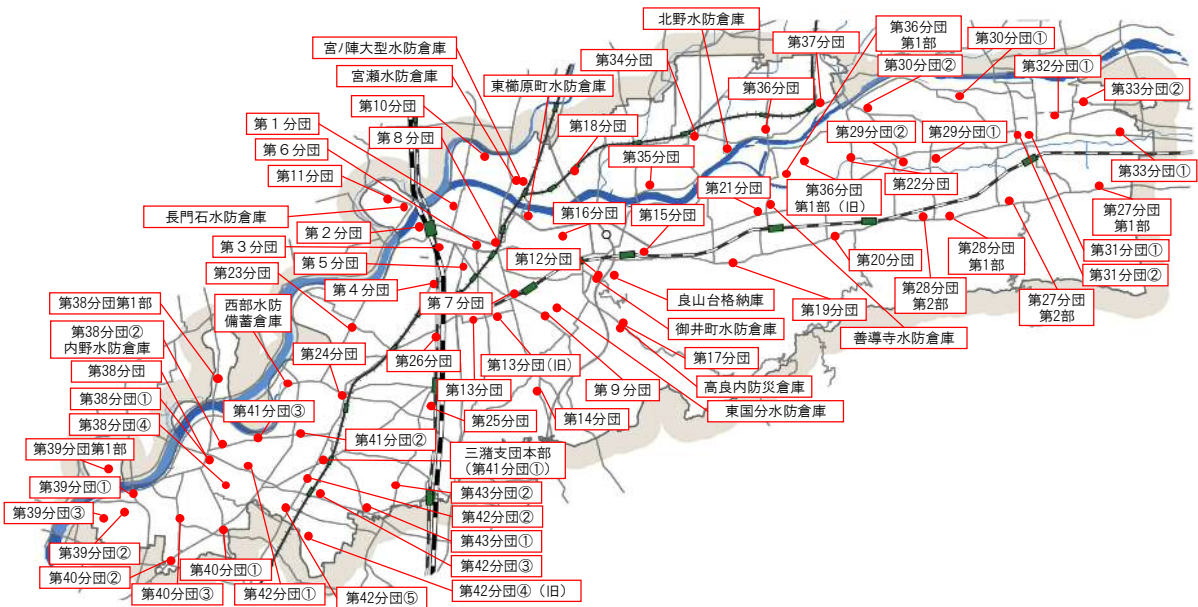 北野水防倉庫
第36分団
第1部
第30分団①
第37分団
宮ノ陣大型水防倉庫
第34分団
第30分団②
第32分団①
宮瀬水防倉庫
東櫛原町水防倉庫
第36分団
第33分団②
第10分団
第１分団
第８分団
第18分団
第29分団②
第29分団①
第６分団
第35分団
第33分団①
第11分団
第21分団
第36分団
第1部（旧）
第22分団
長門石水防倉庫
第16分団
第15分団
第27分団
第1部
第２分団
第３分団
第５分団
第12分団
第20分団
第28分団
第1部
第31分団①
第31分団②
第23分団
第４分団
第７分団
良山台格納庫
第28分団
第2部
第27分団
第2部
第38分団第1部
西部水防
備蓄倉庫
第19分団
御井町水防倉庫
善導寺水防倉庫
第38分団②
内野水防倉庫
第24分団
第26分団
第13分団（旧）
第17分団
第38分団
第13分団
第９分団
高良内防災倉庫
第38分団①
第41分団③
第14分団
東国分水防倉庫
第38分団④
第25分団
第41分団②
第39分団第1部
三潴支団本部
（第41分団①）
第39分団①
第43分団②
第39分団③
第42分団②
第43分団①
第39分団②
第42分団③
第40分団②
第40分団①
第40分団③
第42分団①
第42分団⑤
第42分団④（旧）